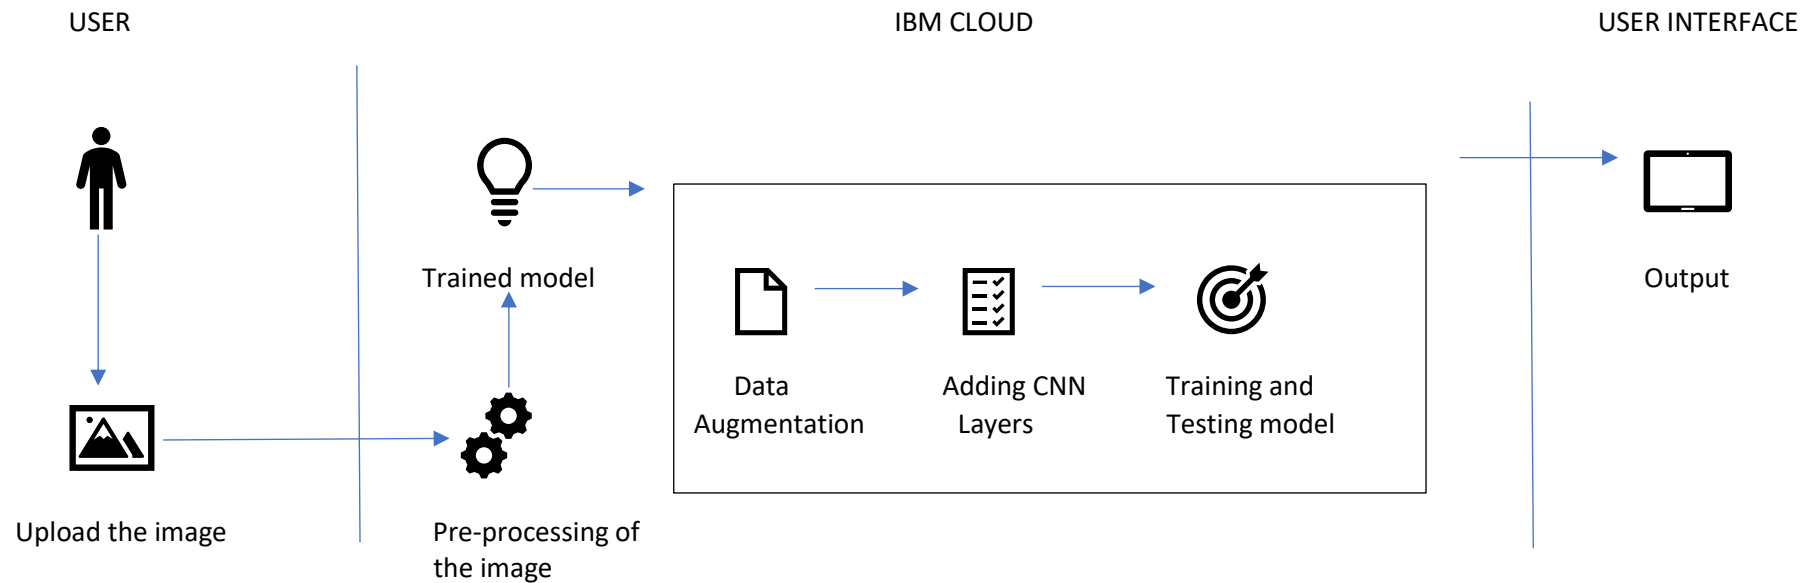 USER
IBM CLOUD
USER INTERFACE
Trained model
Output
Data
Augmentation
Adding CNN
Layers
Training and
Testing model
Upload the image
Pre-processing of
the image